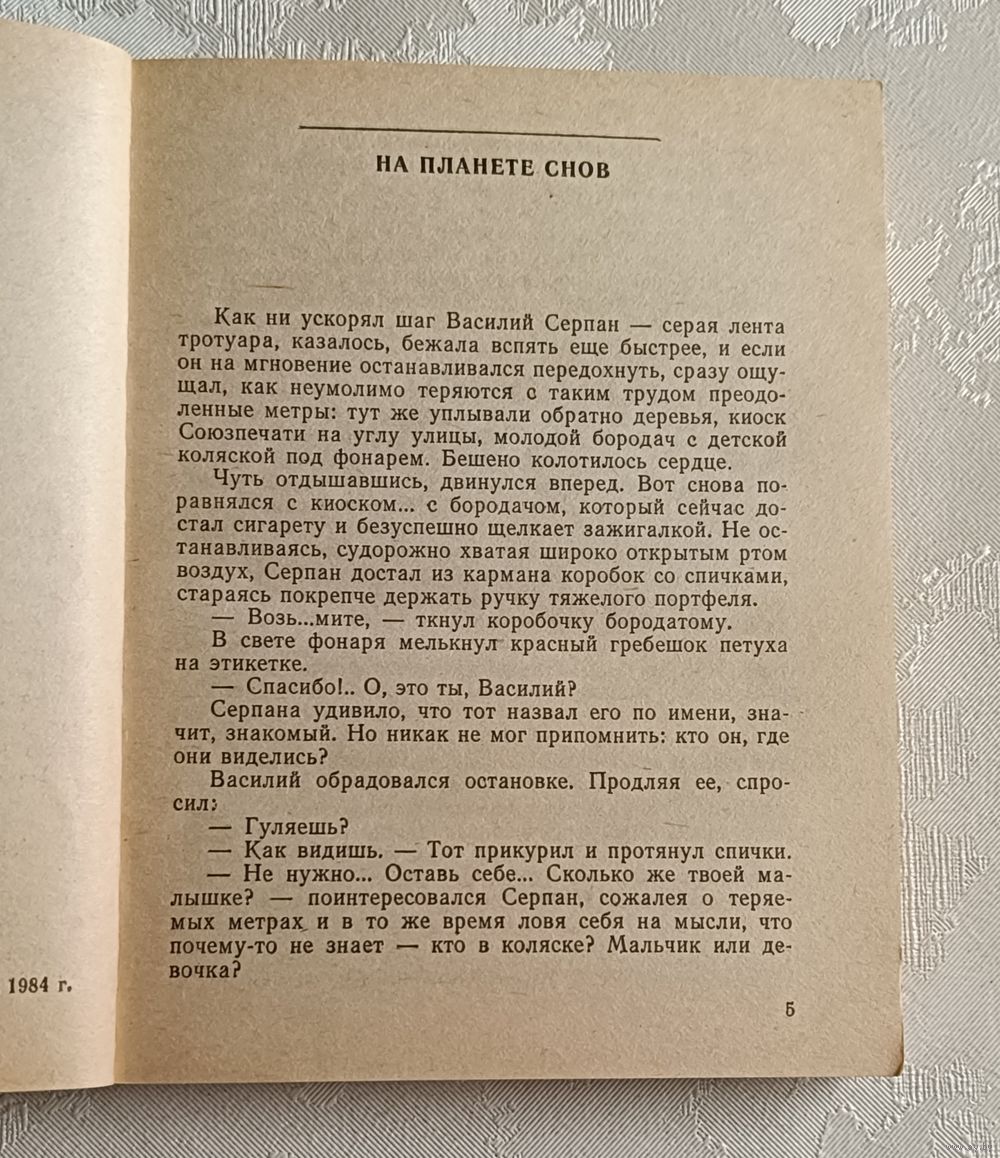 НА ПЛАНЕТЕ СНОВ
Как ни ускорял шаг Василий Серпан — серая лента
тротуара, казалось, бежала вспять еще быстрее, и если
он на мгновение останавливался передохнуть, сразу ощу-
щал, как неумолимо теряются с таким трудом преодо-
ленные метры: тут же уплывали обратно деревья, киоск
Союзпечати на углу улицы, молодой бородач с детской
коляской под фонарем. Бешено колотилось сердце.
Чуть отдышавшись, двинулся вперед. Вот снова по-
равнялся с киоском... с бородачом, который сейчас до-
стал сигарету и безуспешно щелкает зажигалкой. Не ос-
танавливаясь, судорожно хватая широко открытым ртом
воздух, Серпан достал из кармана коробок со спичками,
стараясь покрепче держать ручку тяжелого портфеля.
— Возь...мите, — ткнул коробочку бородатому.
В свете фонаря мелькнул красный гребешок петуха
на этикетке.
— Спасибо!.. О, это ты, Василий?
Серпана удивило, что тот назвал его по имени, зна-
чит, знакомый. Но никак не мог припомнить: кто он, где
они виделись?
Василий обрадовался остановке. Продляя ее, спро-
сил:
— Гуляешь?
— Как видишь. — Тот прикурил и протянул спички.
— Не нужно... Оставь себе... Сколько же твоей ма-
лышке? — поинтересовался Серпан, сожалея о теряе-
мых метрах и в то же время ловя себя на мысли, что
почему-то не знает — кто в коляске? Мальчик или де-
вочка?
1984 г.
5